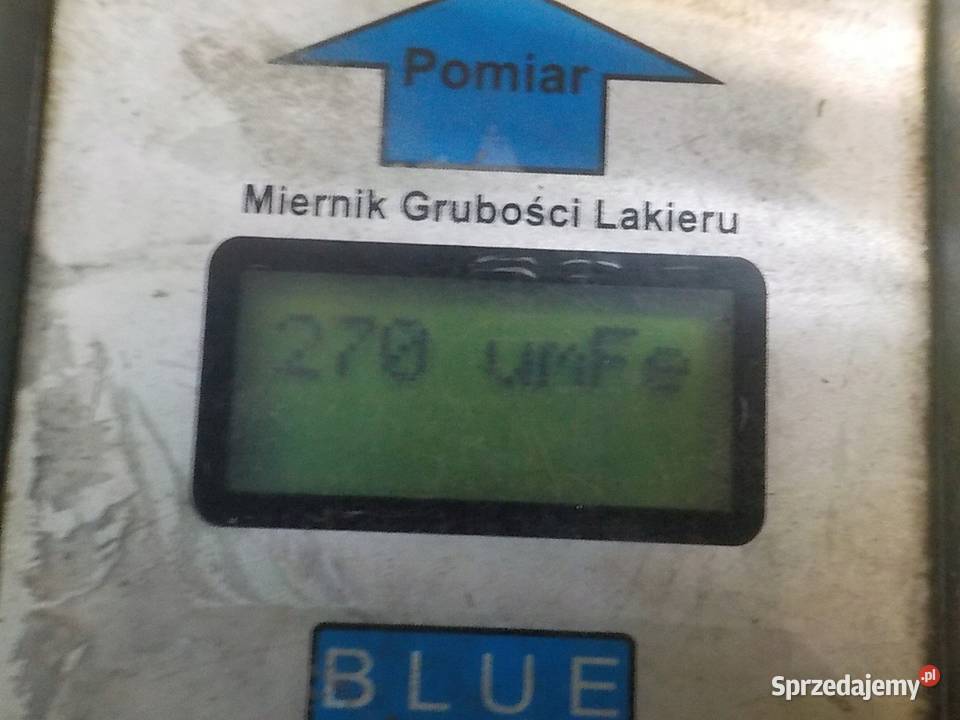 Pomiar
Miernik Grubości Lakieru
270 umFe
BLUE
Sprzedajemy.pl